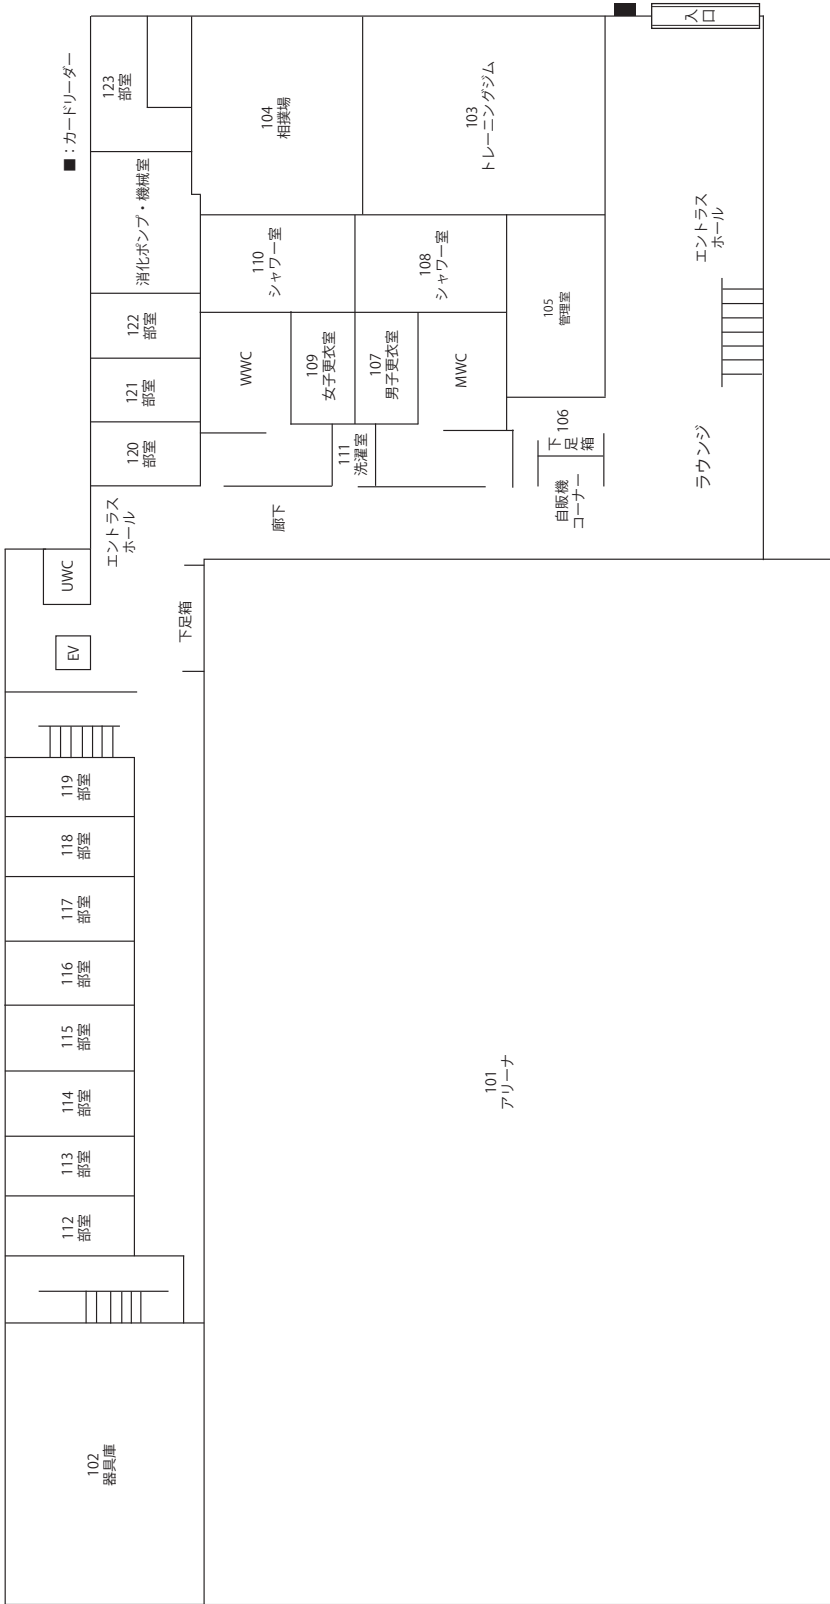 ■：カードリーダー
入口
123
部室
104
相撲場
103
トレーニングジム
消化ポンプ・機械室
110
シャワー室
108
シャワー室
105
管理室
エントラス
ホール
122
部室
121
部室
120
部室
WWC
109
女子更衣室
107
男子更衣室
MWC
111
洗濯室
106
下足箱
自販機
コーナー
ラウンジ
廊下
エントラス
ホール
UWC
EV
下足箱
119
部室
118
部室
117
部室
116
部室
115
部室
114
部室
113
部室
112
部室
101
アリーナ
102
器具庫